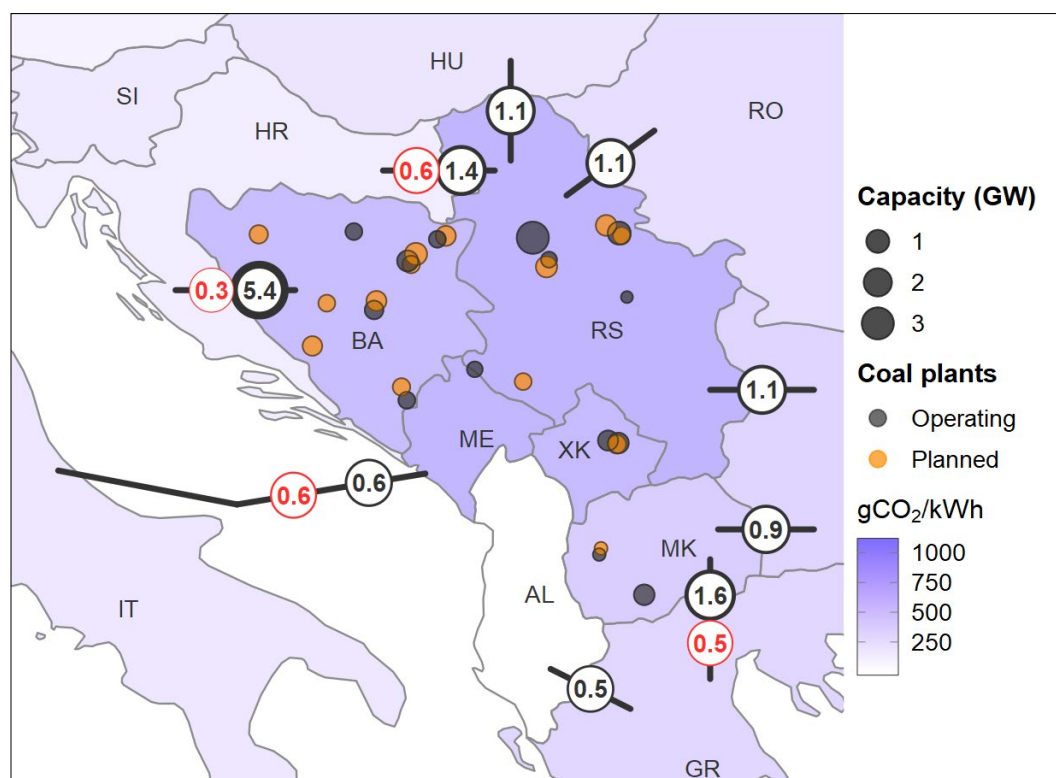 HU
SI
RO
HR
1.1
1.1
0.6
1.4
0.3
5.4
BA
RS
1.1
ME
XK
0.6
0.6
0.9
MK
AL
1.6
IT
0.5
0.5
GR
Capacity (GW)
1
2
3
Coal plants
Operating
Planned
gCO₂/kWh
1000
750
500
250